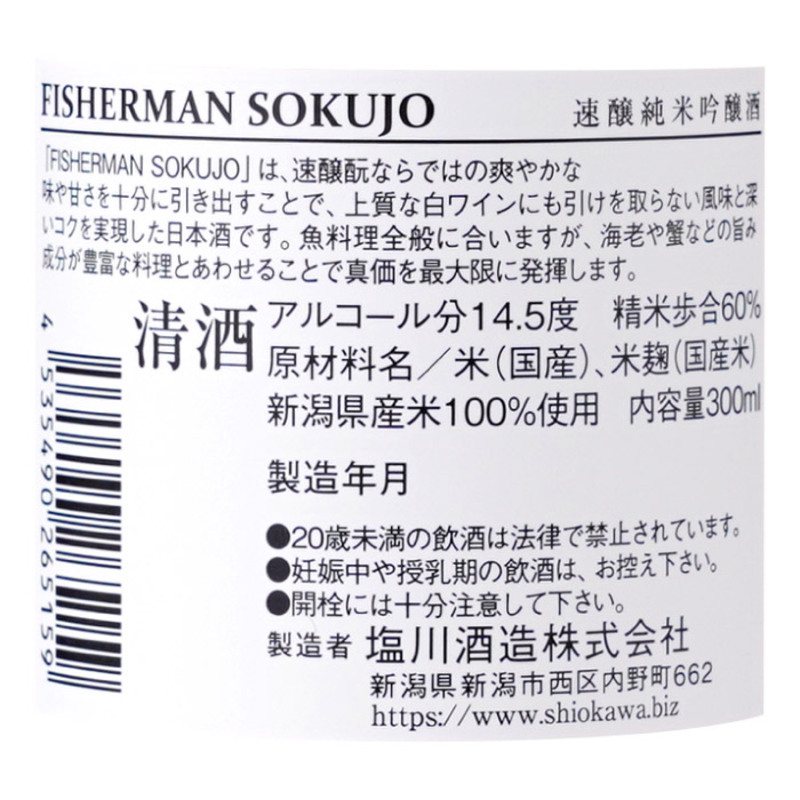 FISHERMAN SOKUJO 速醸純米吟醸酒
「FISHERMAN SOKUJO」は、速醸酛ならではの爽やかな
味や甘さを十分に引き出すことで、上質な白ワインにも引けを取らない風味と深
いコクを実現した日本酒です。魚料理全般に合いますが、海老や蟹などの旨み
成分が豊富な料理とあわせることで真価を最大限に発揮します。
清酒
アルコール分14.5度 精米歩合60%
原材料名／米(国産)、米麹(国産米)
新潟県産米100%使用 内容量300ml
製造年月
●20歳未満の飲酒は法律で禁止されています。
●妊娠中や授乳期の飲酒は、お控え下さい。
●開栓には十分注意して下さい。
製造者 塩川酒造株式会社
新潟県新潟市西区内野町662
https://www.shiokawa.biz
4 535490 265159